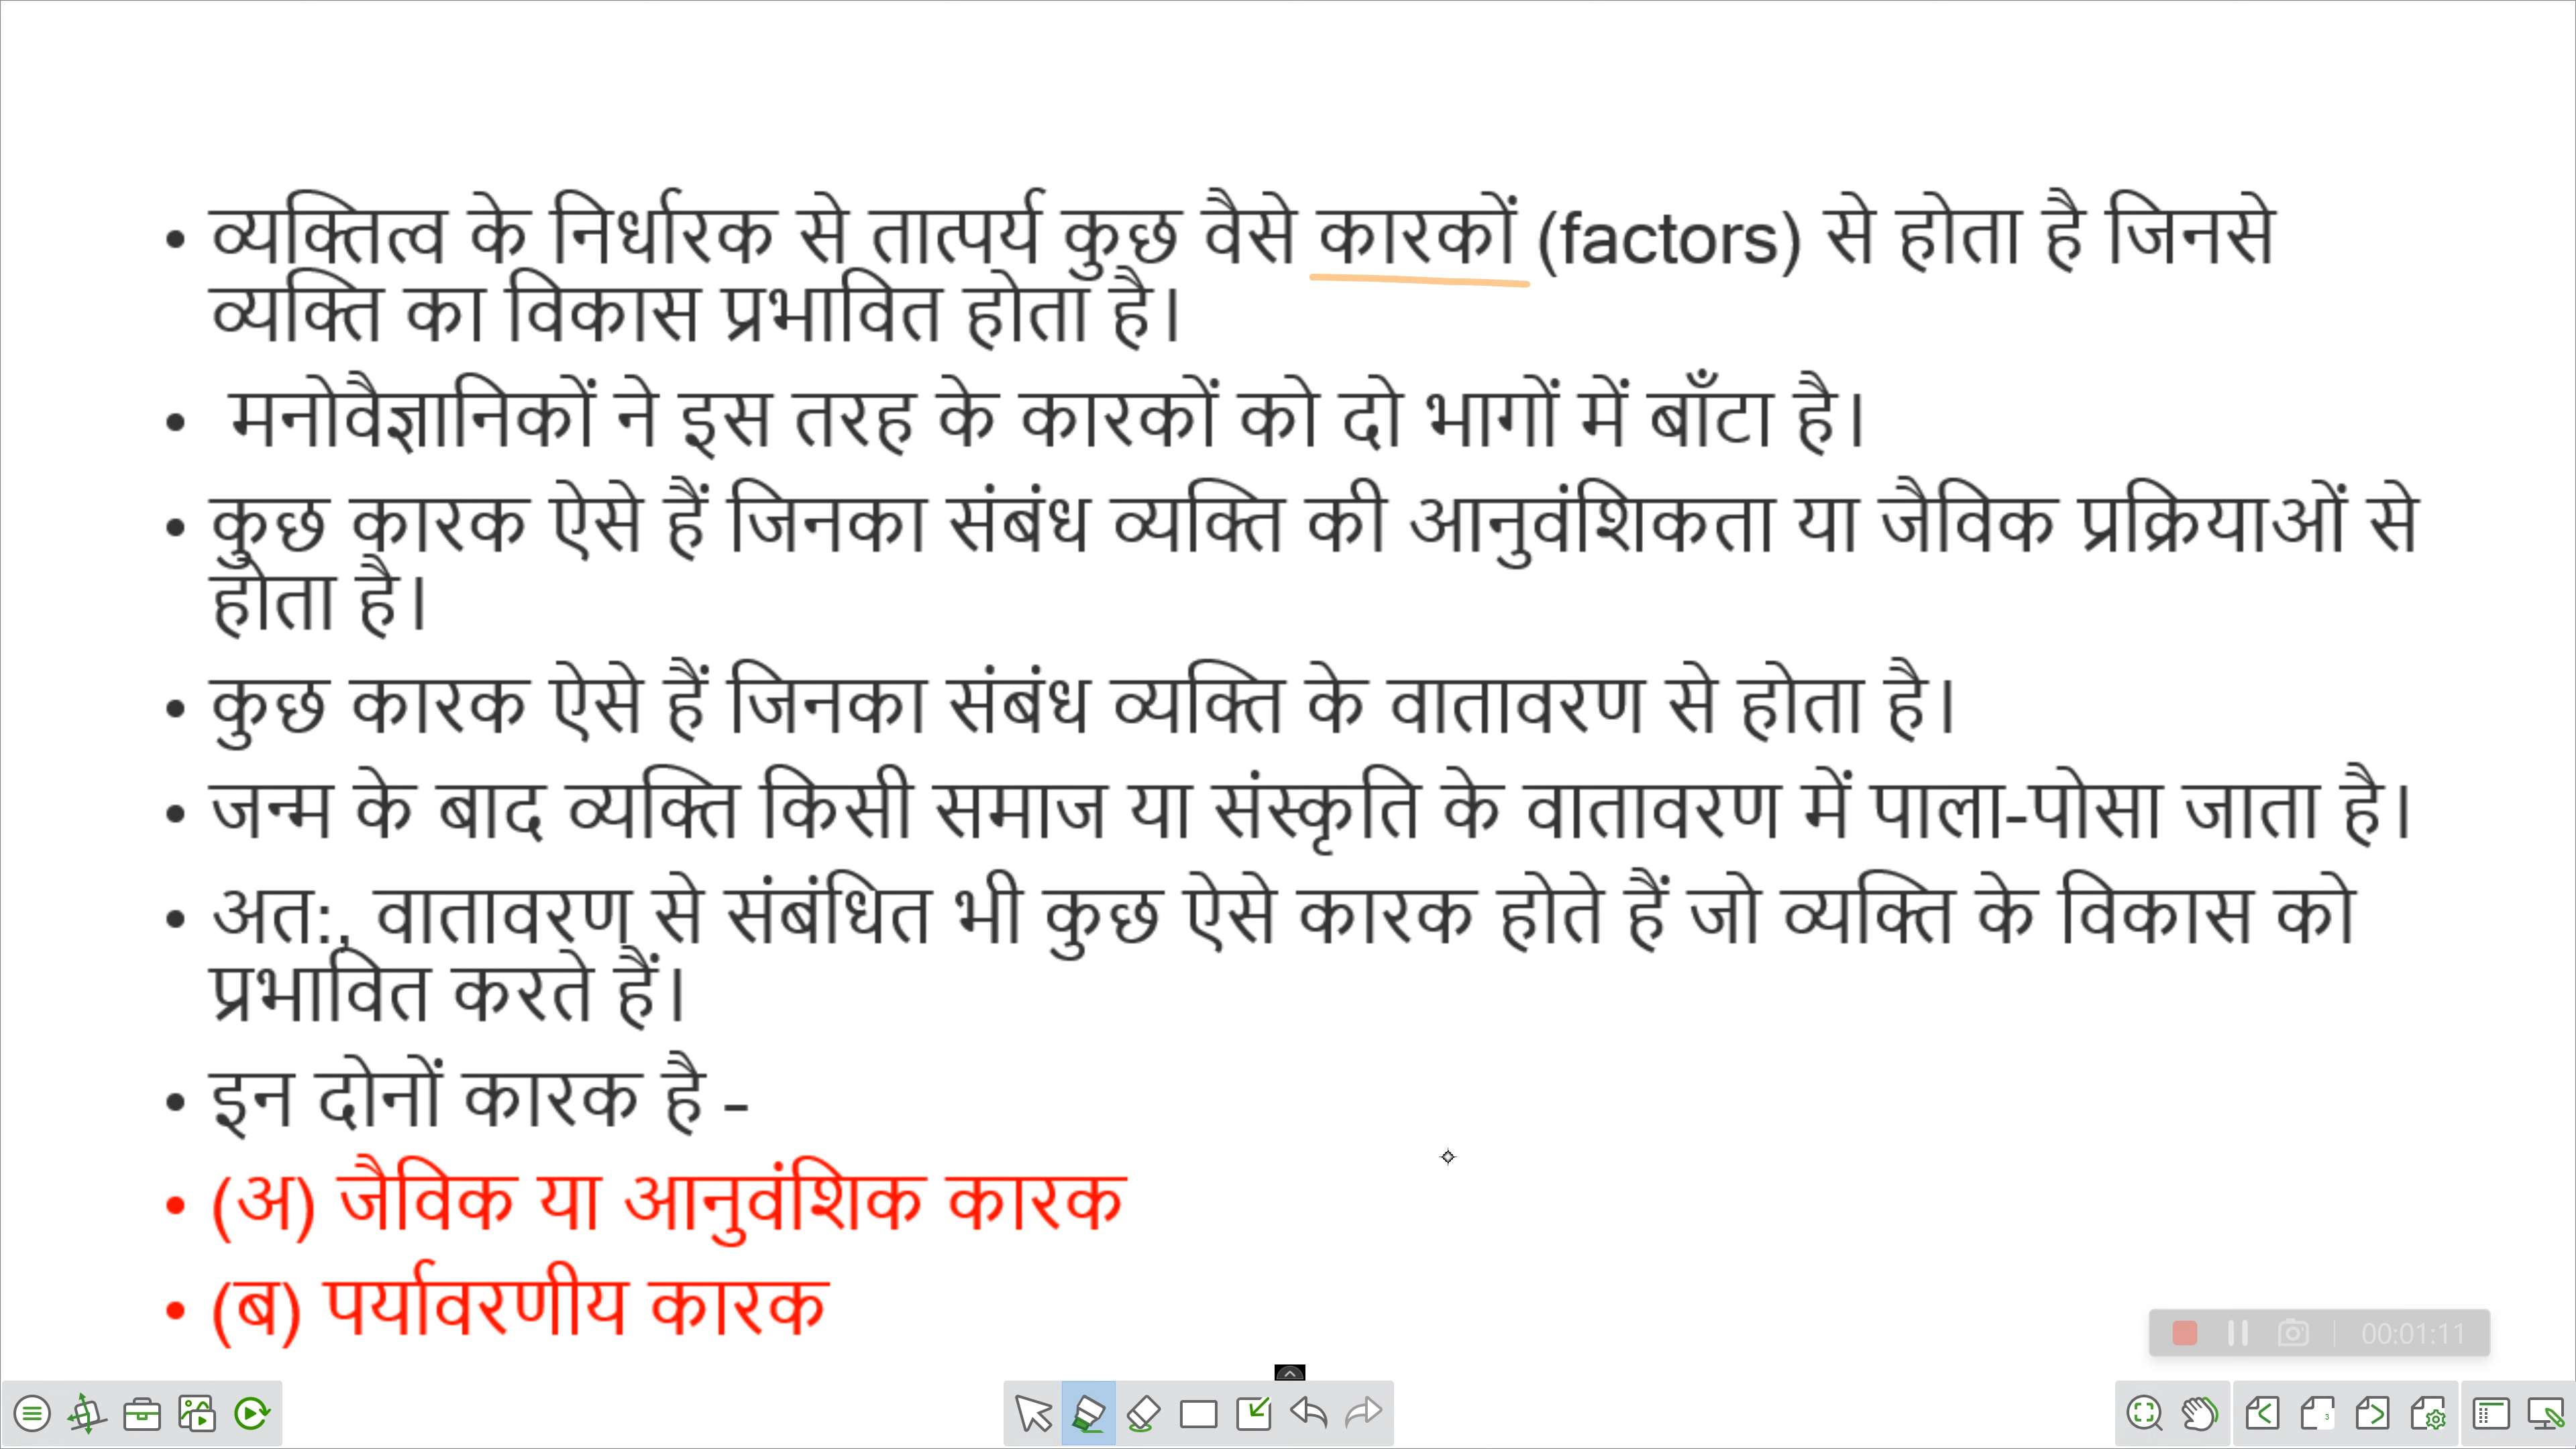 • व्यक्तित्व के निर्धारक से तात्पर्य कुछ वैसे कारकों (factors) से होता है जिनसे
व्यक्ति का विकास प्रभावित होता है।
• मनोवैज्ञानिकों ने इस तरह के कारकों को दो भागों में बाँटा है।
• कुछ कारक ऐसे हैं जिनका संबंध व्यक्ति की आनुवंशिकता या जैविक प्रक्रियाओं से
होता है।
• कुछ कारक ऐसे हैं जिनका संबंध व्यक्ति के वातावरण से होता है।
• जन्म के बाद व्यक्ति किसी समाज या संस्कृति के वातावरण में पाला-पोसा जाता है।
• अत:, वातावरण से संबंधित भी कुछ ऐसे कारक होते हैं जो व्यक्ति के विकास को
प्रभावित करते हैं।
• इन दोनों कारक है -
• (अ) जैविक या आनुवंशिक कारक
• (ब) पर्यावरणीय कारक
00:01:11
3